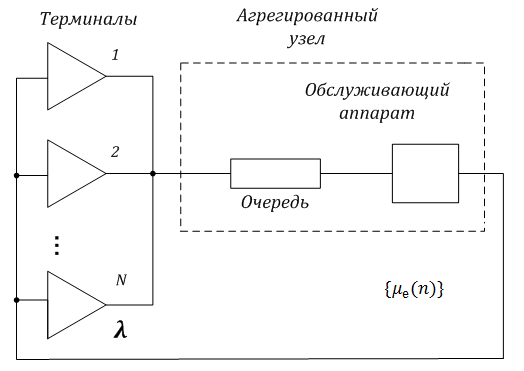 Терминалы
Агрегированный
узел
1
Обслуживающий
аппарат
2
Очередь
...
N
{μₑ(n)}
λ